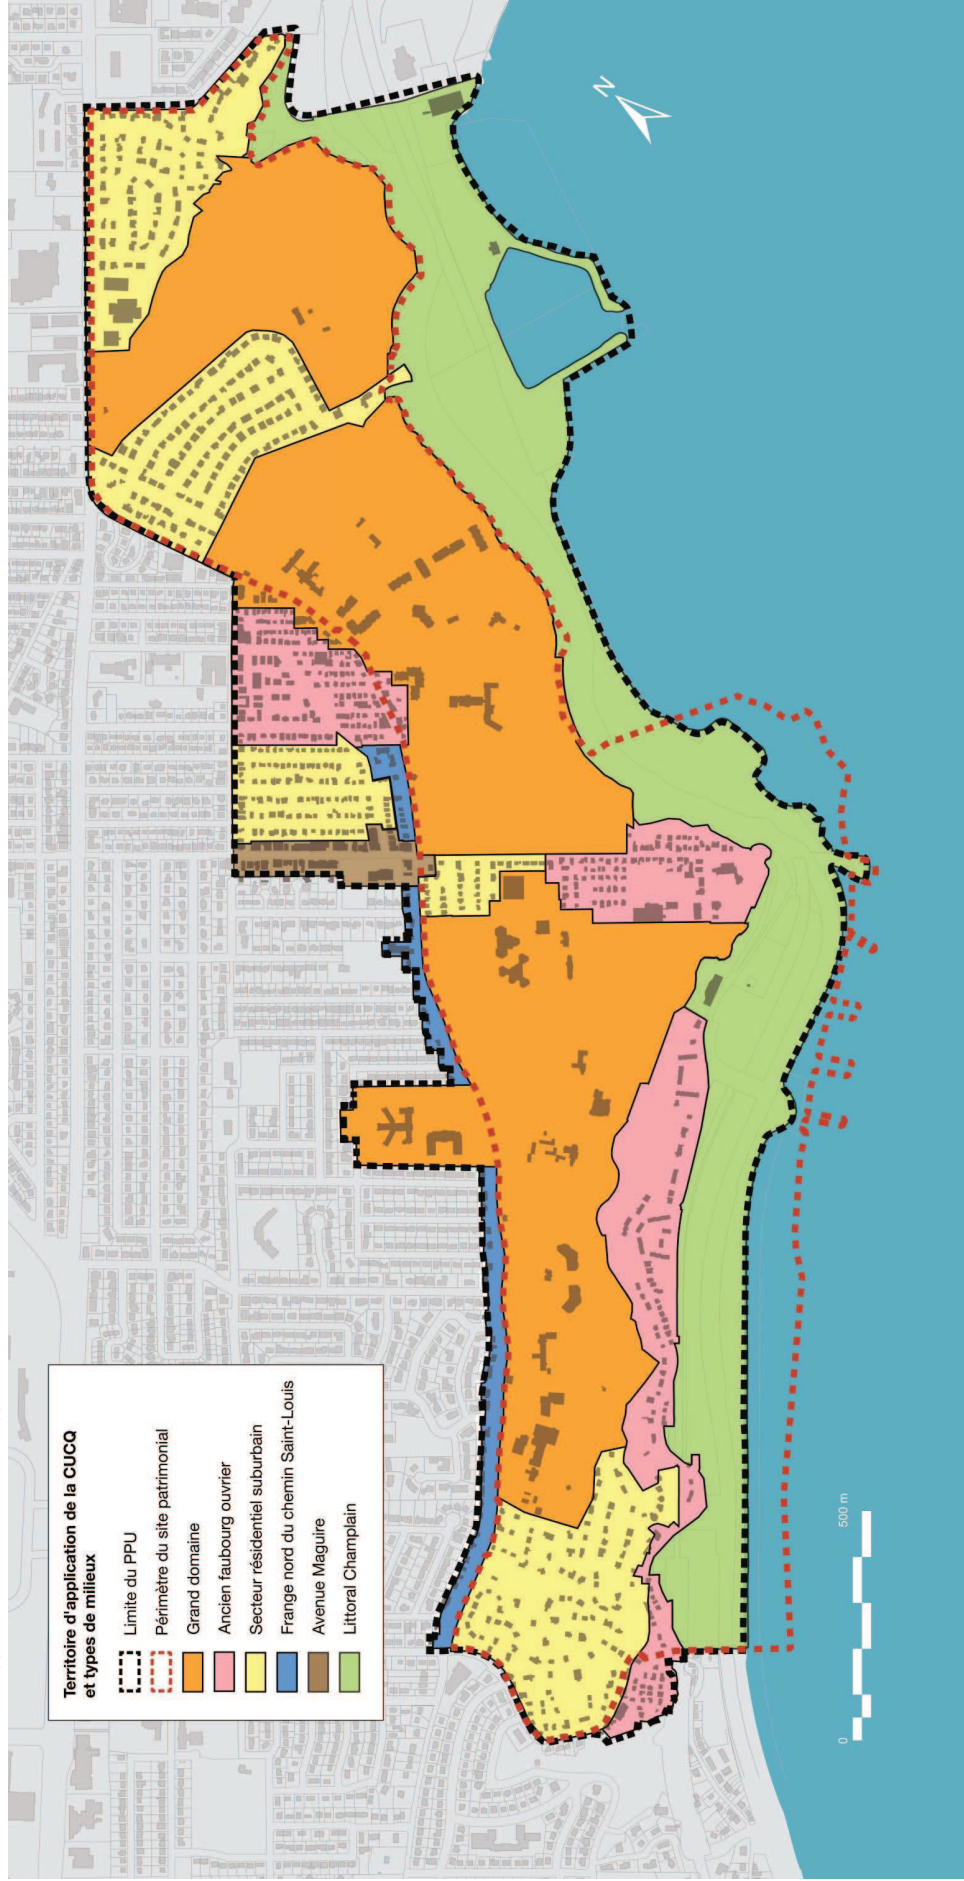 Territoire d'application de la CUCQ
et types de milieux
Limite du PPU
Périmètre du site patrimonial
Grand domaine
Ancien faubourg ouvrier
Secteur résidentiel suburbain
Frange nord du chemin Saint-Louis
Avenue Maguire
Littoral Champlain
0 500 m
N